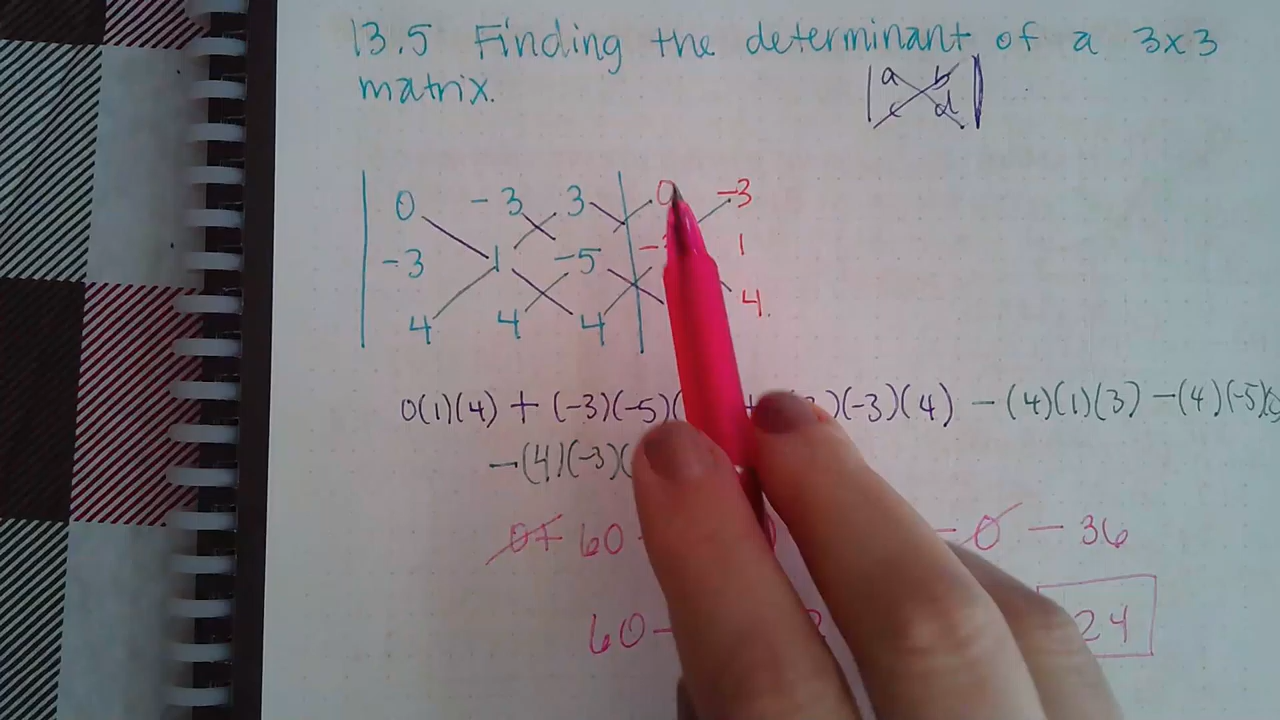 13.5 Finding the determinant of a 3x3
matrix.
|a b|
|c d|
0 -3 3 | 0 -3
-3 1 -5 | 1
4 4 4 | 4.
0(1)(4) + (-3)(-5)( )(-3)(4) - (4)(1)(3) - (4)(-5)(
-(4)(-3)(
0+ 60 - 0 - 36
60 - 24